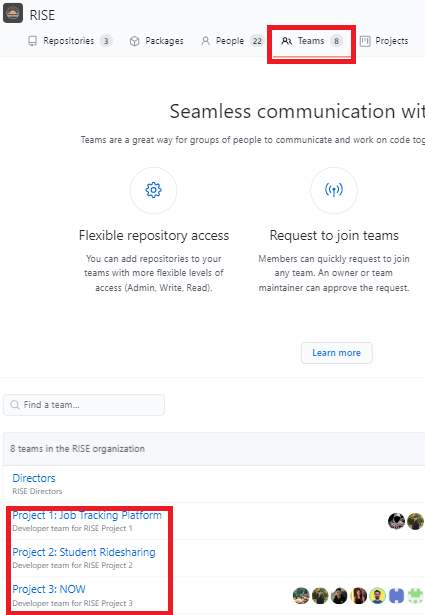 RISE
Repositories 3 Packages People 22 Teams 8 Projects
Seamless communication wit
Teams are a great way for groups of people to communicate and work on code tog
Flexible repository access
You can add repositories to your
teams with more flexible levels of
access (Admin, Write, Read).
Request to join teams
Members can quickly request to join
any team. An owner or team
maintainer can approve the request.
Learn more
Find a team...
8 teams in the RISE organization
Directors
RISE Directors
Project 1: Job Tracking Platform
Developer team for RISE Project 1
Project 2: Student Ridesharing
Developer team for RISE Project 2
Project 3: NOW
Developer team for RISE Project 3